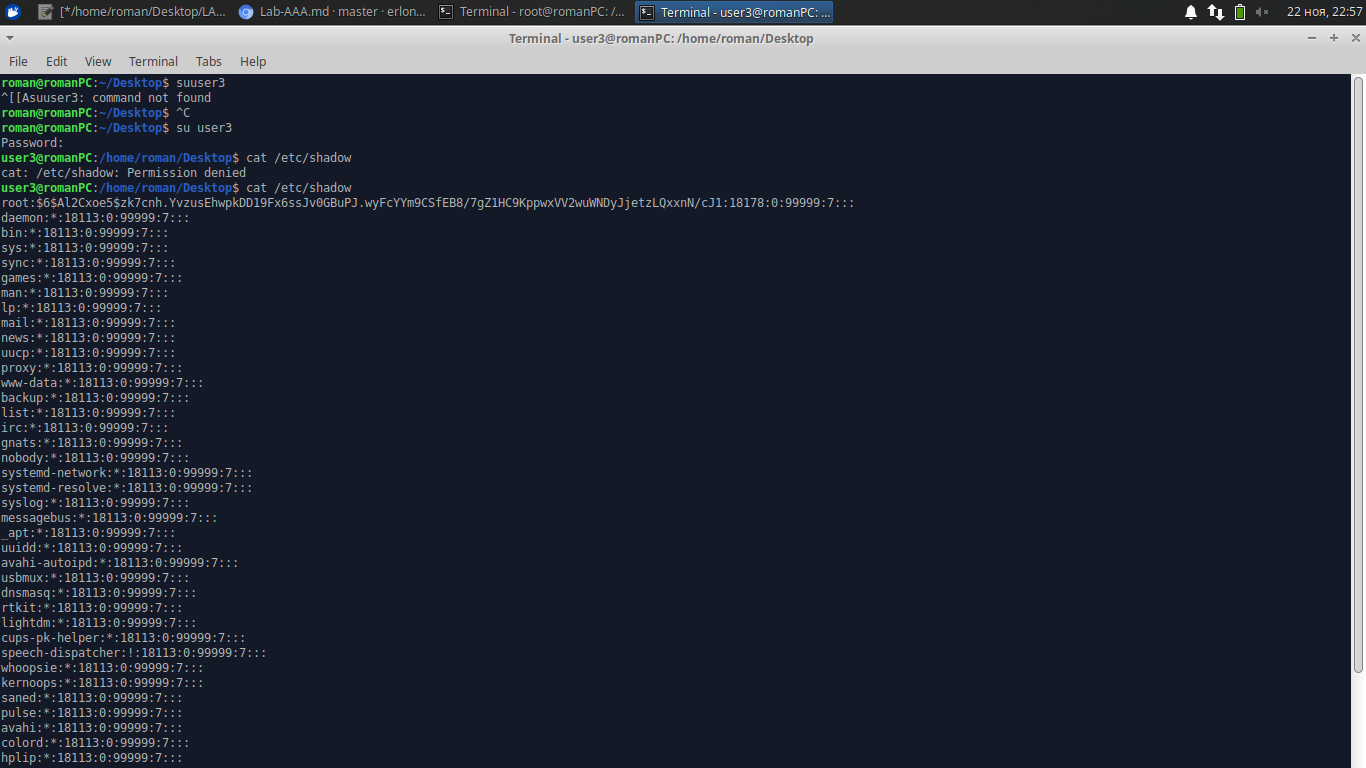 [*/home/roman/Desktop/LA...
Lab-AAA.md · master · erlon...
Terminal - root@romanPC: /...
Terminal - user3@romanPC: ...
22 ноя, 22:57
Terminal - user3@romanPC: /home/roman/Desktop
File Edit View Terminal Tabs Help
roman@romanPC:~/Desktop$ suuser3
^[[Asuuser3: command not found
roman@romanPC:~/Desktop$ ^C
roman@romanPC:~/Desktop$ su user3
Password:
user3@romanPC:/home/roman/Desktop$ cat /etc/shadow
cat: /etc/shadow: Permission denied
user3@romanPC:/home/roman/Desktop$ cat /etc/shadow
root:$6$Al2Cxoe5$zk7cnh.YvzusEhwpkDD19Fx6ssJv0GBuPJ.wyFcYYm9CSfEB8/7gZ1HC9KppwxVV2wuWNDyJjetzLQxxnN/cJ1:18178:0:99999:7:::
daemon:*:18113:0:99999:7:::
bin:*:18113:0:99999:7:::
sys:*:18113:0:99999:7:::
sync:*:18113:0:99999:7:::
games:*:18113:0:99999:7:::
man:*:18113:0:99999:7:::
lp:*:18113:0:99999:7:::
mail:*:18113:0:99999:7:::
news:*:18113:0:99999:7:::
uucp:*:18113:0:99999:7:::
proxy:*:18113:0:99999:7:::
www-data:*:18113:0:99999:7:::
backup:*:18113:0:99999:7:::
list:*:18113:0:99999:7:::
irc:*:18113:0:99999:7:::
gnats:*:18113:0:99999:7:::
nobody:*:18113:0:99999:7:::
systemd-network:*:18113:0:99999:7:::
systemd-resolve:*:18113:0:99999:7:::
syslog:*:18113:0:99999:7:::
messagebus:*:18113:0:99999:7:::
_apt:*:18113:0:99999:7:::
uuidd:*:18113:0:99999:7:::
avahi-autoipd:*:18113:0:99999:7:::
usbmux:*:18113:0:99999:7:::
dnsmasq:*:18113:0:99999:7:::
rtkit:*:18113:0:99999:7:::
lightdm:*:18113:0:99999:7:::
cups-pk-helper:*:18113:0:99999:7:::
speech-dispatcher:!:18113:0:99999:7:::
whoopsie:*:18113:0:99999:7:::
kernoops:*:18113:0:99999:7:::
saned:*:18113:0:99999:7:::
pulse:*:18113:0:99999:7:::
avahi:*:18113:0:99999:7:::
colord:*:18113:0:99999:7:::
hplip:*:18113:0:99999:7:::